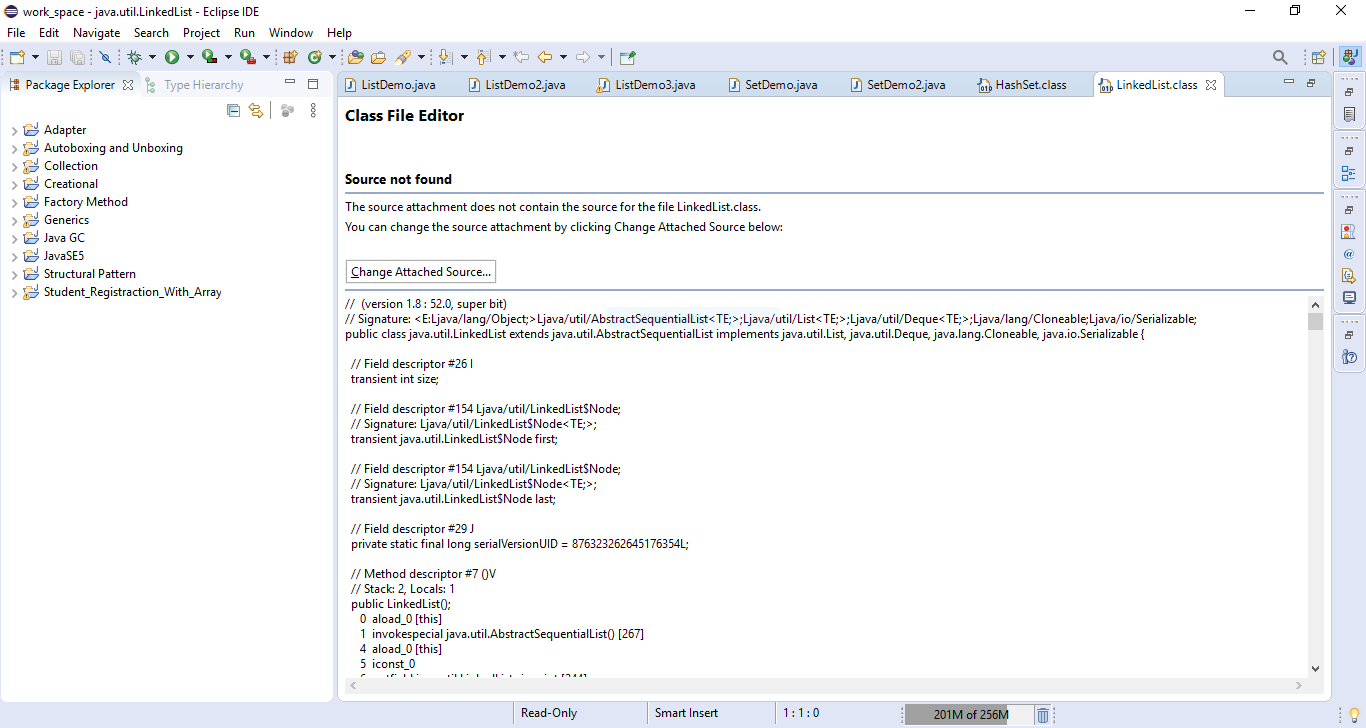 work_space - java.util.LinkedList - Eclipse IDE
File Edit Navigate Search Project Run Window Help
Package Explorer Type Hierarchy
Adapter
Autoboxing and Unboxing
Collection
Creational
Factory Method
Generics
Java GC
JavaSE5
Structural Pattern
Student_Registraction_With_Array
ListDemo.java ListDemo2.java ListDemo3.java SetDemo.java SetDemo2.java HashSet.class LinkedList.class
Class File Editor
Source not found
The source attachment does not contain the source for the file LinkedList.class.
You can change the source attachment by clicking Change Attached Source below:
Change Attached Source...
// (version 1.8 : 52.0, super bit)
// Signature: <E:Ljava/lang/Object;>Ljava/util/AbstractSequentialList<TE;>;Ljava/util/List<TE;>;Ljava/util/Deque<TE;>;Ljava/lang/Cloneable;Ljava/io/Serializable;
public class java.util.LinkedList extends java.util.AbstractSequentialList implements java.util.List, java.util.Deque, java.lang.Cloneable, java.io.Serializable {
// Field descriptor #26 I
transient int size;
// Field descriptor #154 Ljava/util/LinkedList$Node;
// Signature: Ljava/util/LinkedList$Node<TE;>;
transient java.util.LinkedList$Node first;
// Field descriptor #154 Ljava/util/LinkedList$Node;
// Signature: Ljava/util/LinkedList$Node<TE;>;
transient java.util.LinkedList$Node last;
// Field descriptor #29 J
private static final long serialVersionUID = 876323262645176354L;
// Method descriptor #7 ()V
// Stack: 2, Locals: 1
public LinkedList();
0 aload_0 [this]
1 invokespecial java.util.AbstractSequentialList() [267]
4 aload_0 [this]
5 iconst_0
Read-Only Smart Insert 1 : 1 : 0 201M of 256M